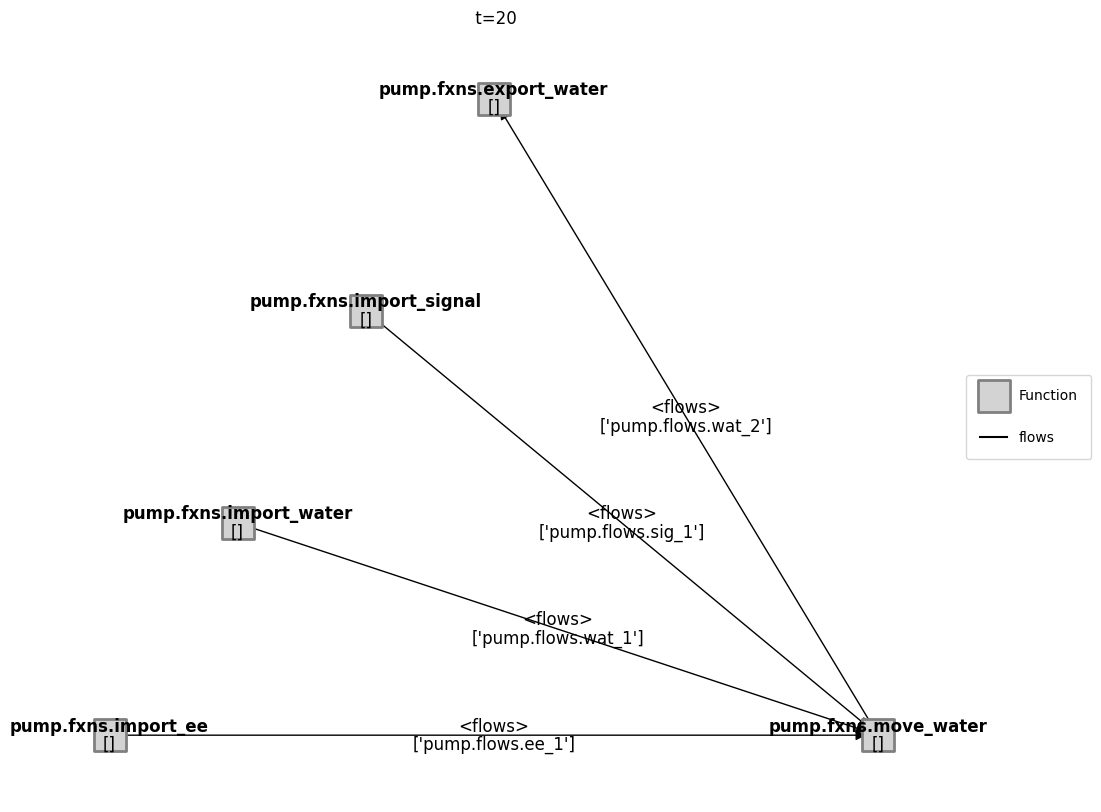 t=20
pump.fxns.export_water
[]
pump.fxns.import_signal
[]
Function
<flows>
['pump.flows.wat_2']
flows
pump.fxns.import_water
[]
<flows>
['pump.flows.sig_1']
<flows>
['pump.flows.wat_1']
pump.fxns.import_ee
[]
<flows>
['pump.flows.ee_1']
pump.fxns.move_water
[]